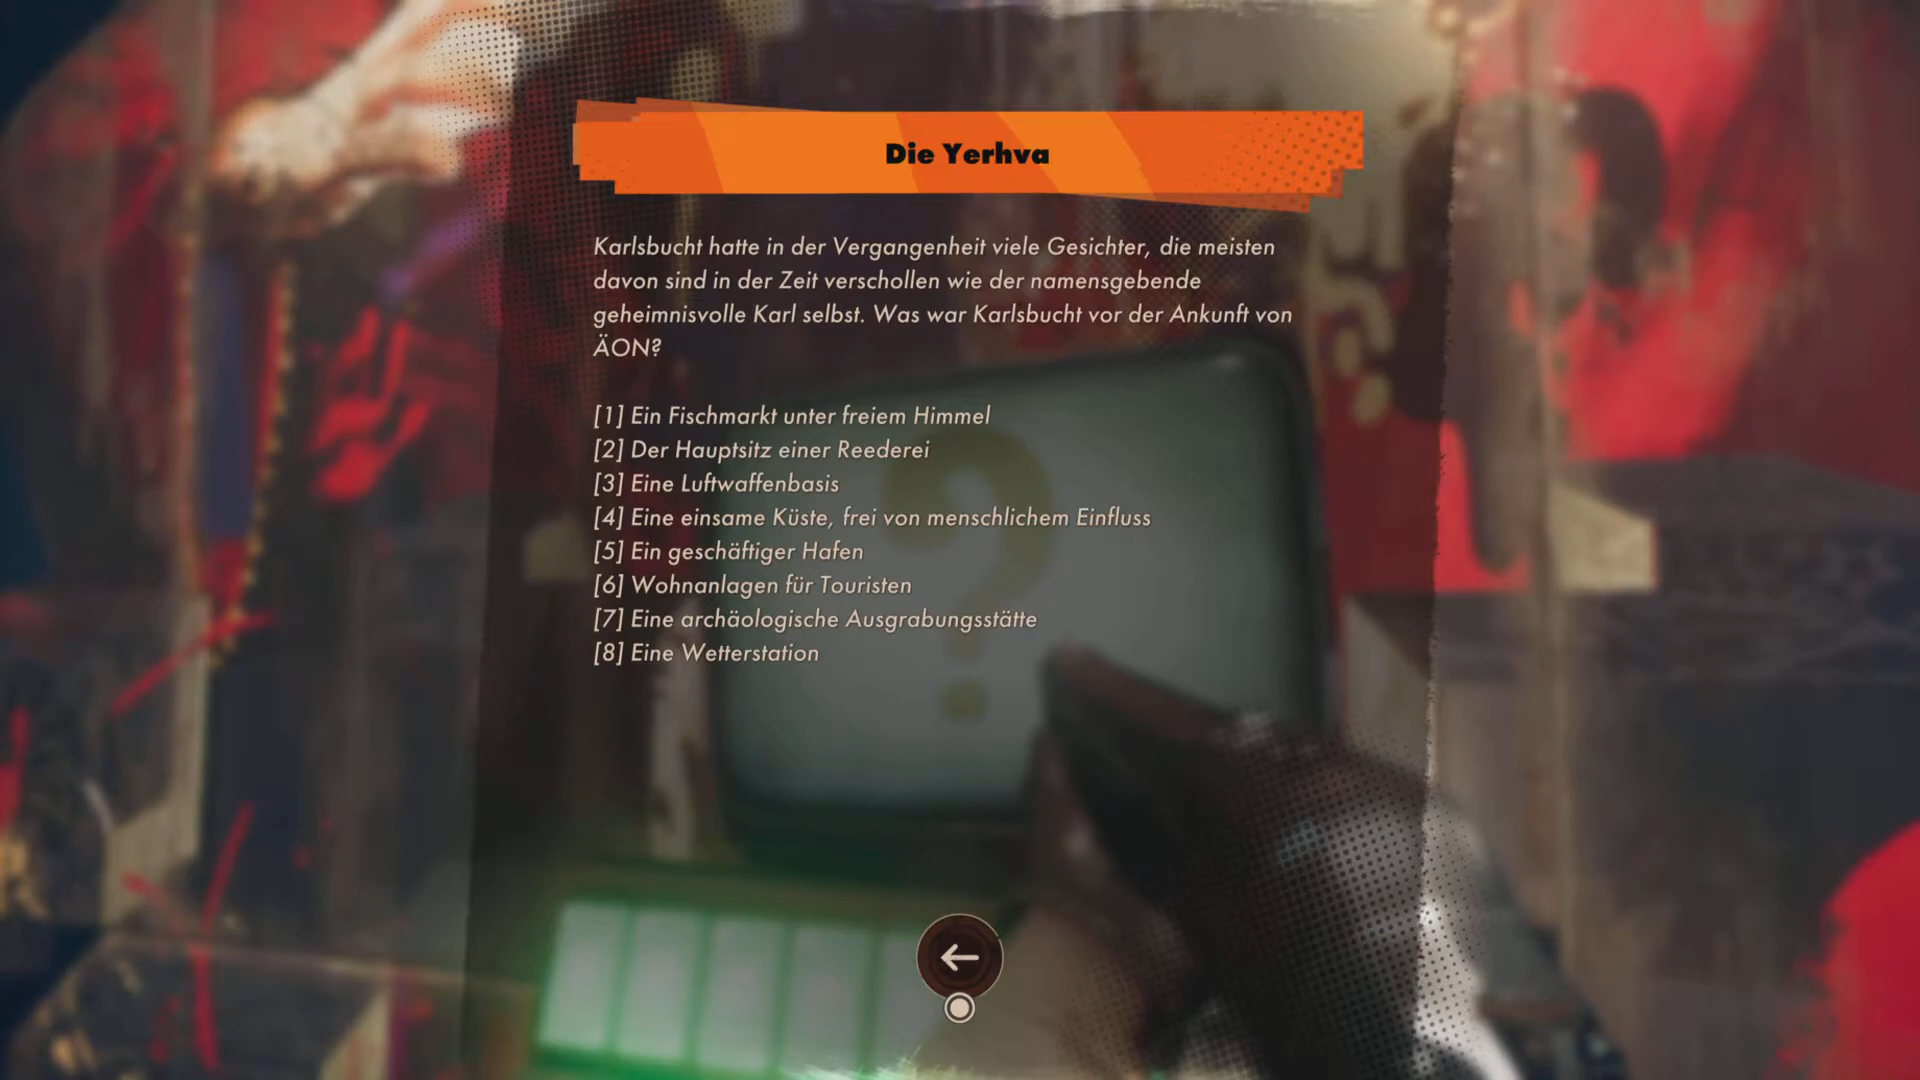 Die Yerhva
Karlsbucht hatte in der Vergangenheit viele Gesichter, die meisten
davon sind in der Zeit verschollen wie der namensgebende
geheimnisvolle Karl selbst. Was war Karlsbucht vor der Ankunft von
ÄON?
[1] Ein Fischmarkt unter freiem Himmel
[2] Der Hauptsitz einer Reederei
[3] Eine Luftwaffenbasis
[4] Eine einsame Küste, frei von menschlichem Einfluss
[5] Ein geschäftiger Hafen
[6] Wohnanlagen für Touristen
[7] Eine archäologische Ausgrabungsstätte
[8] Eine Wetterstation